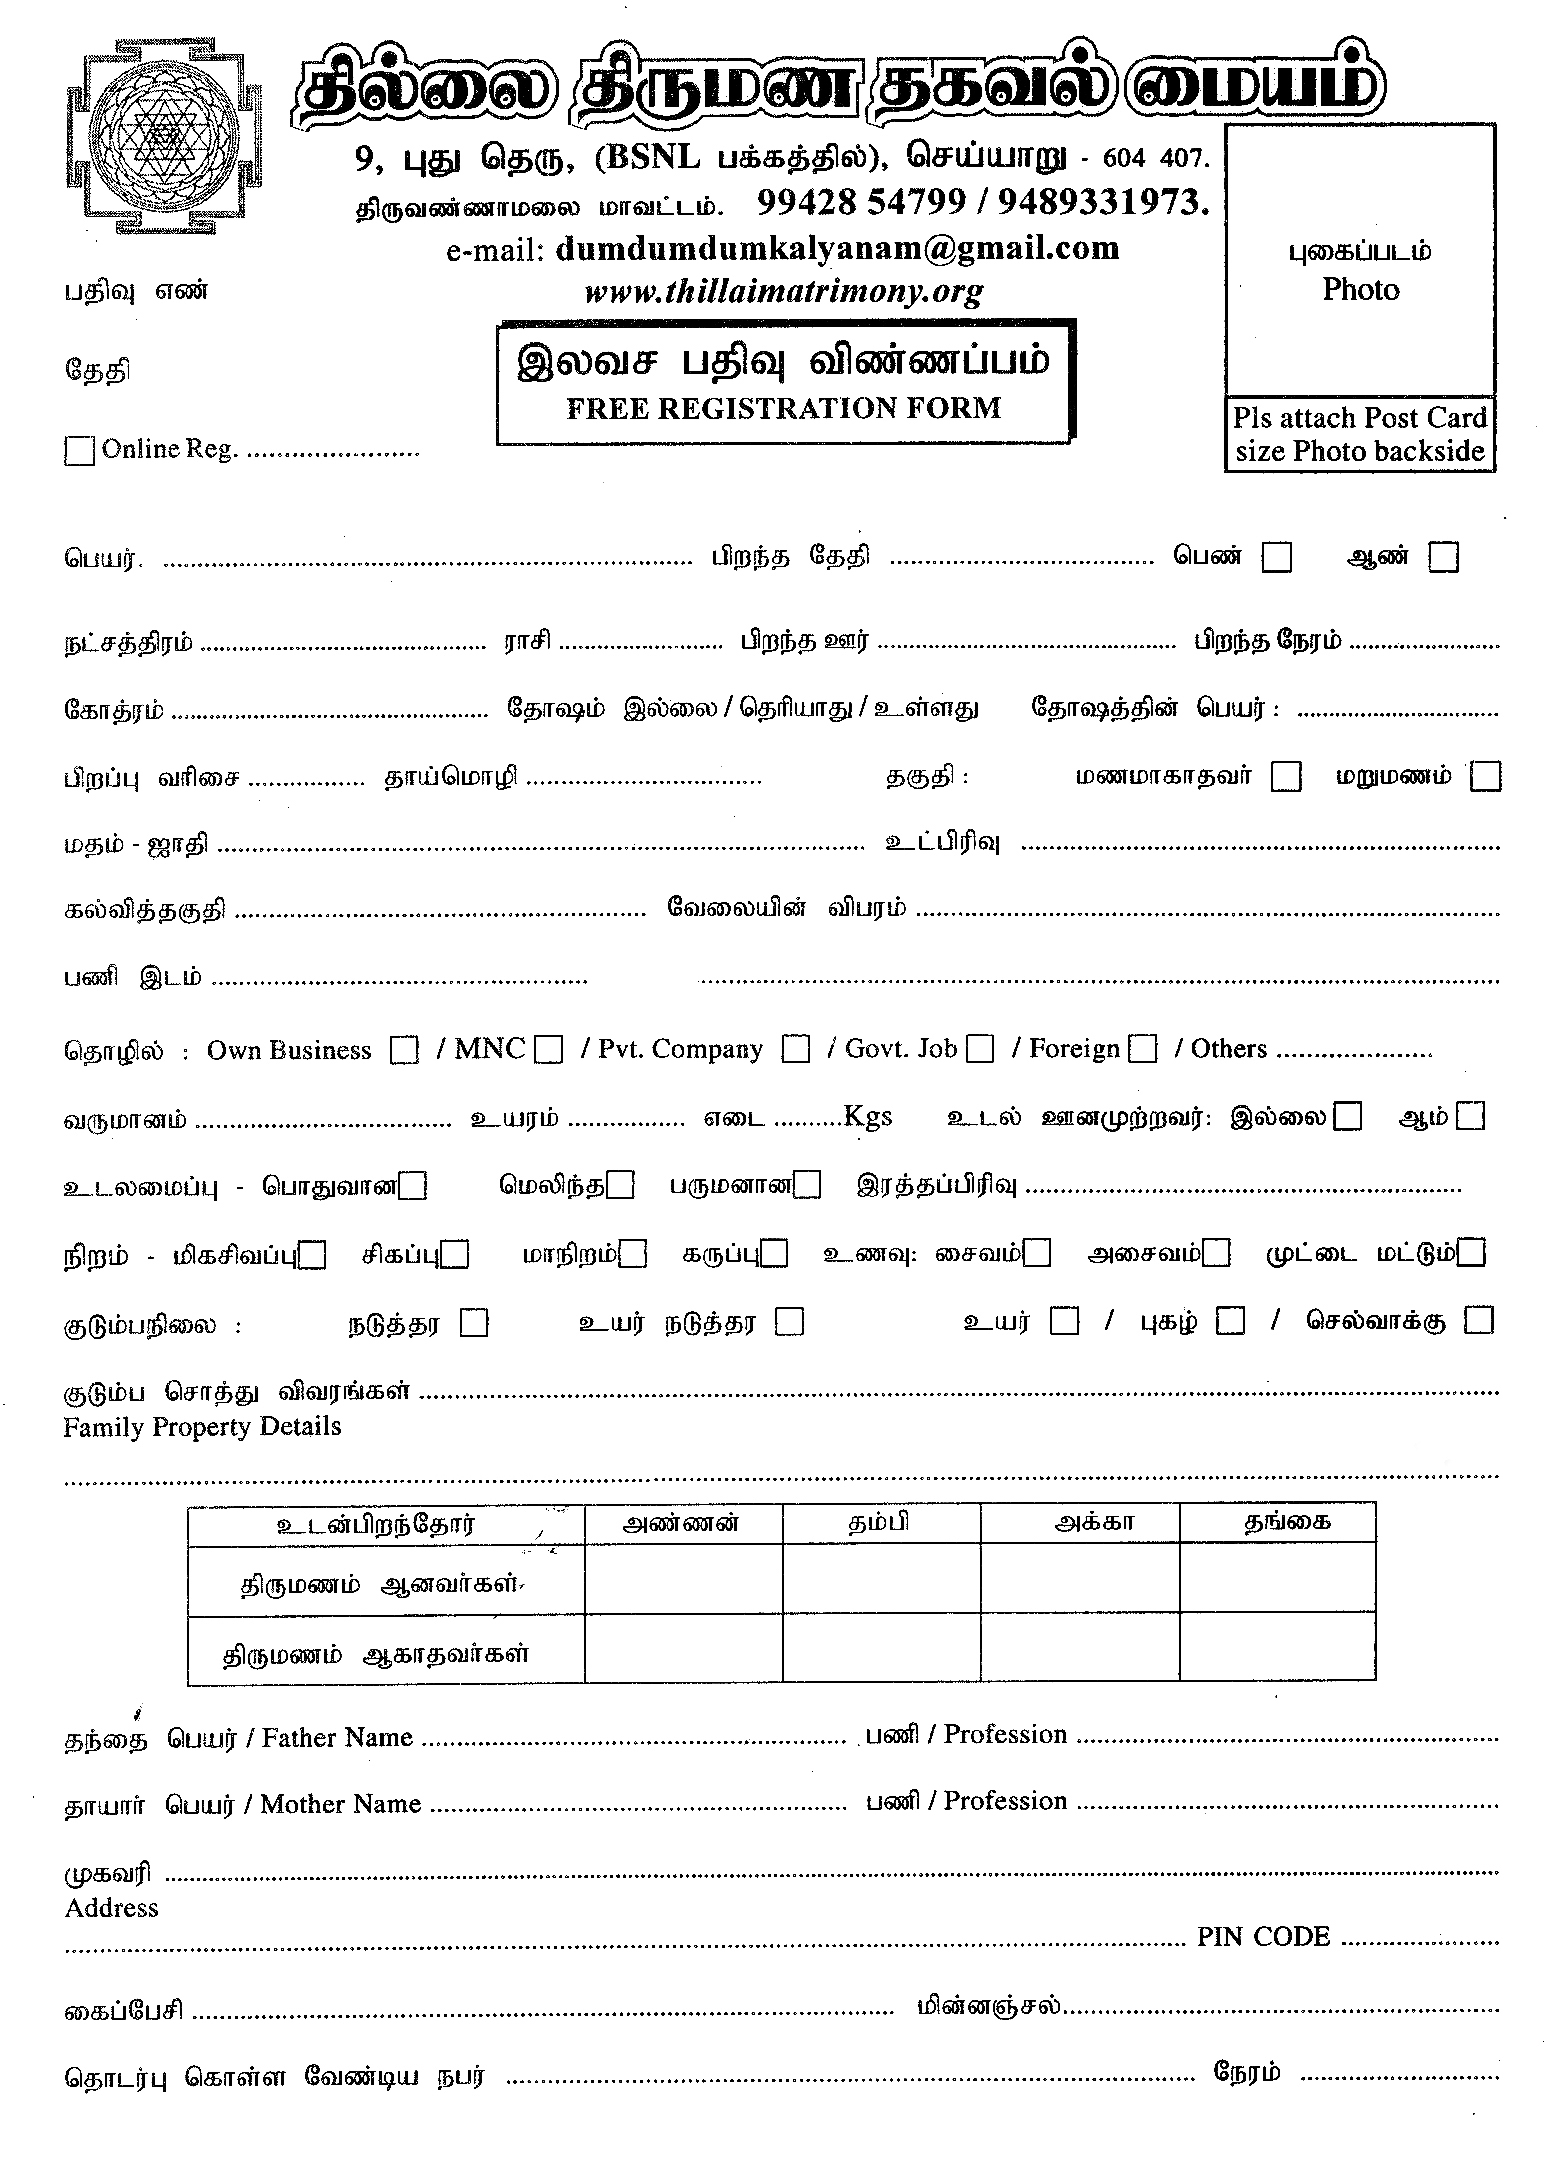 தில்லை திருமண தகவல் மையம்
9, புது தெரு, (BSNL பக்கத்தில்), செய்யாறு - 604 407.
திருவண்ணாமலை மாவட்டம். 99428 54799 / 9489331973.
e-mail: dumdumdumkalyanam@gmail.com
www.thillaimatrimony.org
புகைப்படம்
Photo
Pls attach Post Card
size Photo backside
பதிவு எண்
தேதி
Online Reg. ........................
இலவச பதிவு விண்ணப்பம்
FREE REGISTRATION FORM
பெயர். ........................ பிறந்த தேதி ........................ பெண் ☐ ஆண் ☐
நட்சத்திரம் ........................ ராசி ........................ பிறந்த ஊர் ........................ பிறந்த நேரம் ........................
கோத்ரம் ........................ தோஷம் இல்லை / தெரியாது / உள்ளது தோஷத்தின் பெயர் : ........................
பிறப்பு வரிசை ................ தாய்மொழி ........................ தகுதி : மணமாகாதவர் ☐ மறுமணம் ☐
மதம் - ஜாதி ........................ உட்பிரிவு ........................
கல்வித்தகுதி ........................ வேலையின் விபரம் ........................
பணி இடம் ........................ ........................
தொழில் : Own Business ☐ / MNC ☐ / Pvt. Company ☐ / Govt. Job ☐ / Foreign ☐ / Others ........................
வருமானம் ........................ உயரம் ................ எடை ..........Kgs உடல் ஊனமுற்றவர்: இல்லை ☐ ஆம் ☐
உடலமைப்பு - பொதுவான ☐ மெலிந்த ☐ பருமனான ☐ இரத்தப்பிரிவு ........................
நிறம் - மிகசிவப்பு ☐ சிகப்பு ☐ மாநிறம் ☐ கருப்பு ☐ உணவு: சைவம் ☐ அசைவம் ☐ முட்டை மட்டும் ☐
குடும்பநிலை : நடுத்தர ☐ உயர் நடுத்தர ☐ உயர் ☐ / புகழ் ☐ / செல்வாக்கு ☐
குடும்ப சொத்து விவரங்கள் ........................
Family Property Details
........................
உடன்பிறந்தோர் அண்ணன் தம்பி அக்கா தங்கை
திருமணம் ஆனவர்கள்
திருமணம் ஆகாதவர்கள்
தந்தை பெயர் / Father Name ........................ பணி / Profession ........................
தாயார் பெயர் / Mother Name ........................ பணி / Profession ........................
முகவரி ........................
Address
........................ PIN CODE ........................
கைப்பேசி ........................ மின்னஞ்சல்........................
தொடர்பு கொள்ள வேண்டிய நபர் ........................ நேரம் ........................